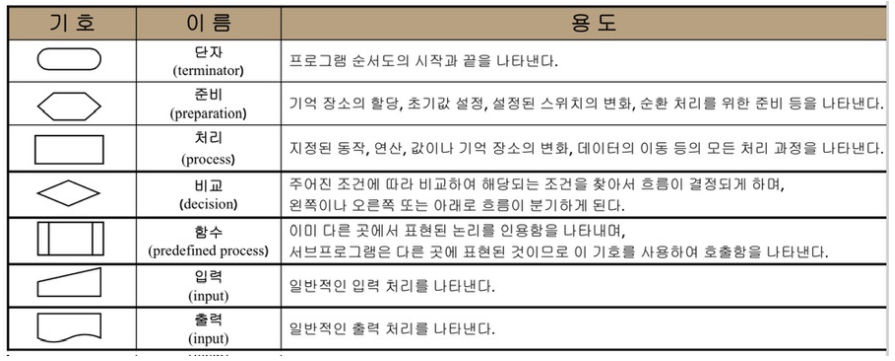 기 호 이 름 용 도
단자
(terminator)
프로그램 순서도의 시작과 끝을 나타낸다.
준비
(preparation)
기억 장소의 할당, 초기값 설정, 설정된 스위치의 변화, 순환 처리를 위한 준비 등을 나타낸다.
처리
(process)
지정된 동작, 연산, 값이나 기억 장소의 변화, 데이터의 이동 등의 모든 처리 과정을 나타낸다.
비교
(decision)
주어진 조건에 따라 비교하여 해당되는 조건을 찾아서 흐름이 결정되게 하며,
왼쪽이나 오른쪽 또는 아래로 흐름이 분기하게 된다.
함수
(predefined process)
이미 다른 곳에서 표현된 논리를 인용함을 나타내며,
서브프로그램은 다른 곳에 표현된 것이므로 이 기호를 사용하여 호출함을 나타낸다.
입력
(input)
일반적인 입력 처리를 나타낸다.
출력
(input)
일반적인 출력 처리를 나타낸다.